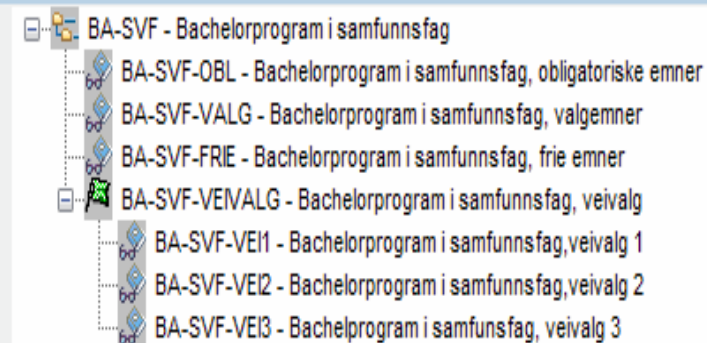 BA-SVF - Bachelorprogram i samfunnsfag
BA-SVF-OBL - Bachelorprogram i samfunnsfag, obligatoriske emner
BA-SVF-VALG - Bachelorprogram i samfunnsfag, valgemner
BA-SVF-FRIE - Bachelorprogram i samfunnsfag, frie emner
BA-SVF-VEIVALG - Bachelorprogram i samfunnsfag, veivalg
BA-SVF-VEI1 - Bachelorprogram i samfunnsfag,veivalg 1
BA-SVF-VEI2 - Bachelorprogram i samfunnsfag,veivalg 2
BA-SVF-VEI3 - Bachelprogram i samfunsfag, veivalg 3